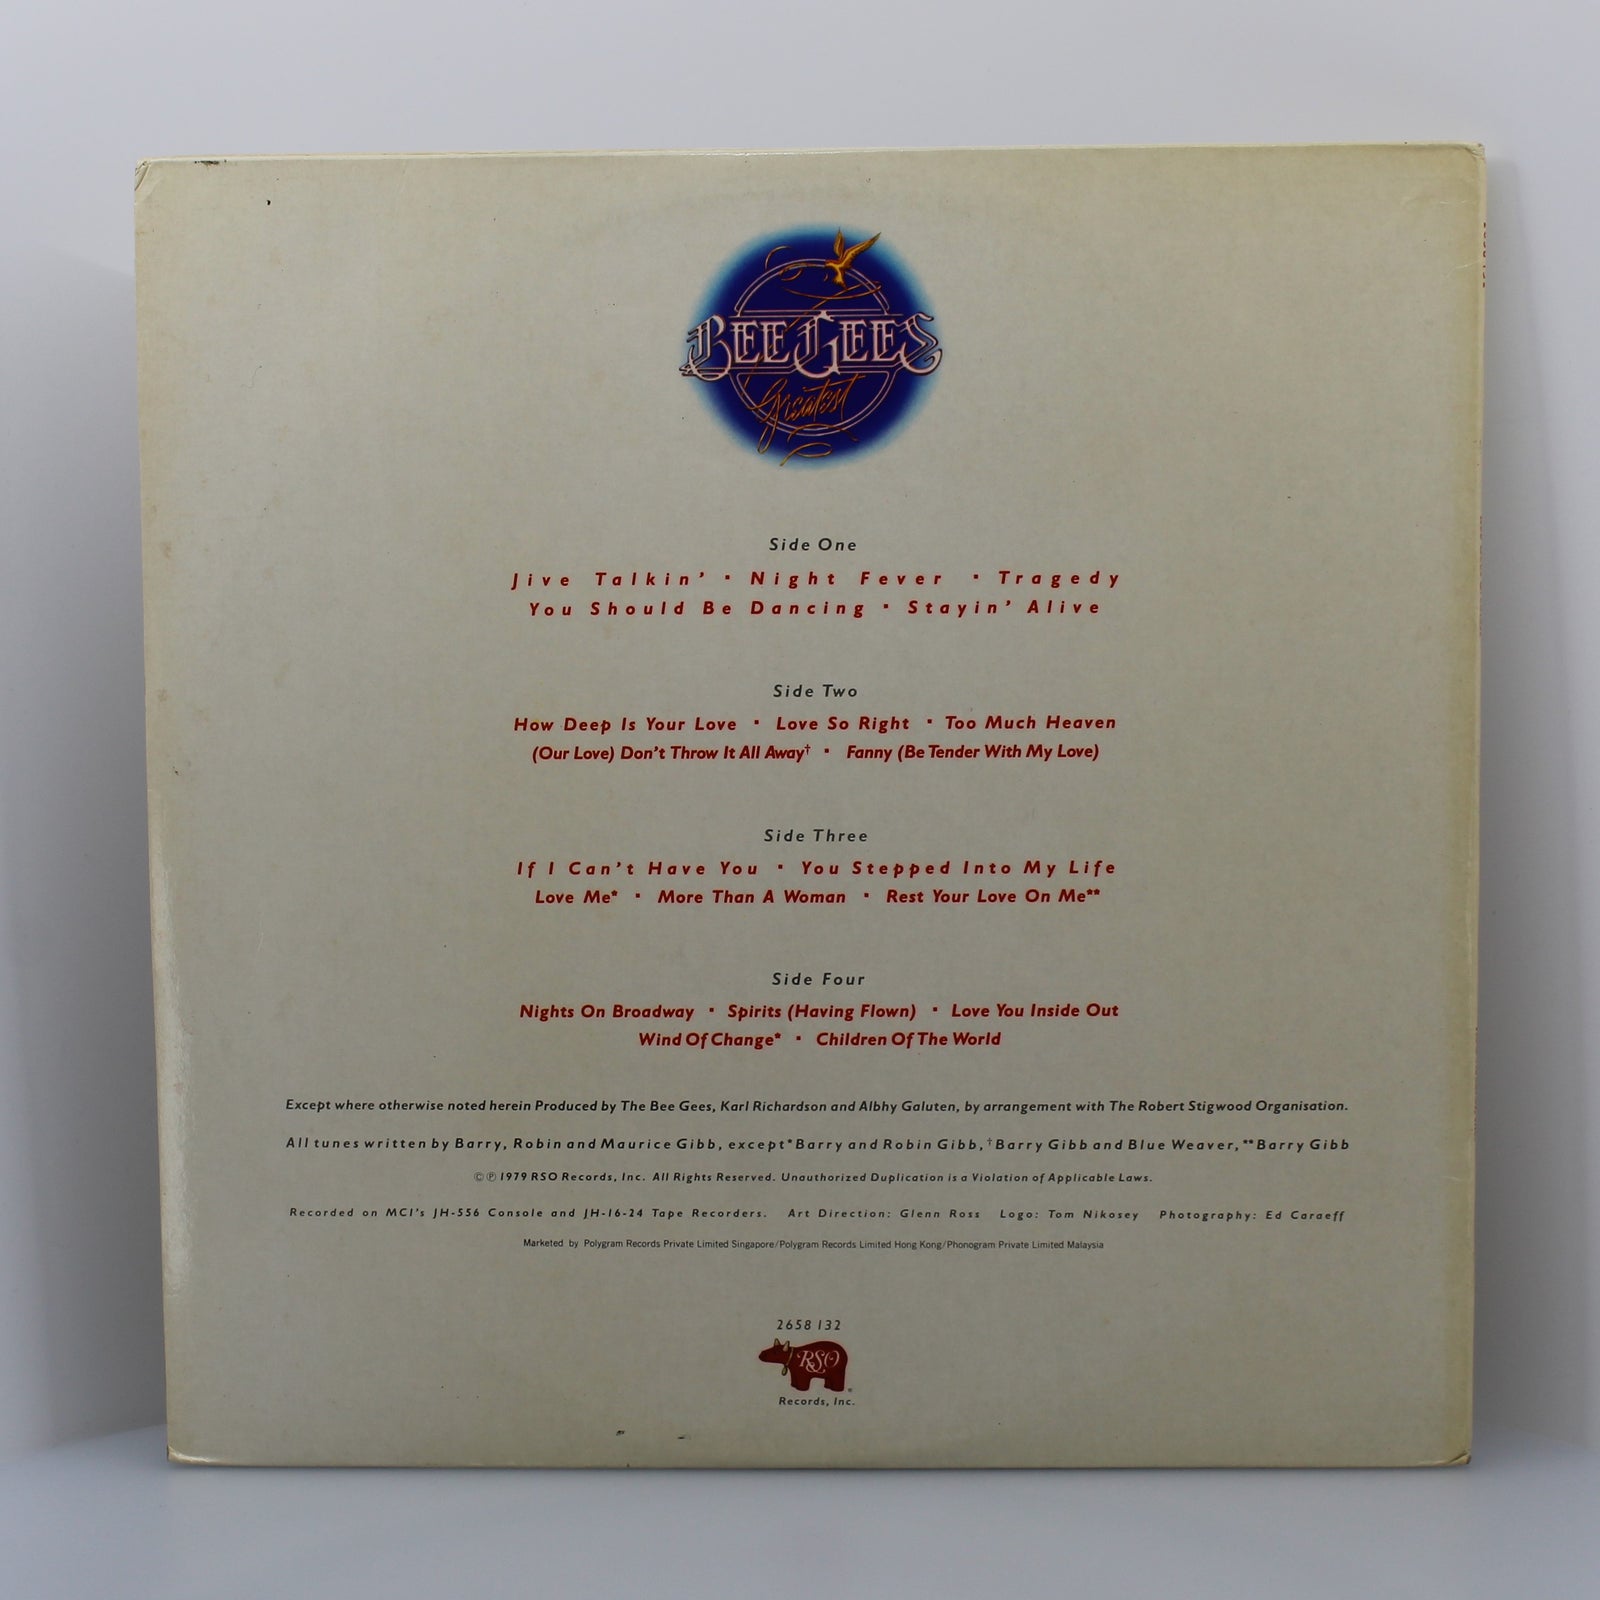 BEE GEES
Greatest
Side One
Jive Talkin' ▪ Night Fever ▪ Tragedy
You Should Be Dancing ▪ Stayin' Alive
Side Two
How Deep Is Your Love ▪ Love So Right ▪ Too Much Heaven
(Our Love) Don't Throw It All Away† ▪ Fanny (Be Tender With My Love)
Side Three
If I Can't Have You ▪ You Stepped Into My Life
Love Me* ▪ More Than A Woman ▪ Rest Your Love On Me**
Side Four
Nights On Broadway ▪ Spirits (Having Flown) ▪ Love You Inside Out
Wind Of Change* ▪ Children Of The World
Except where otherwise noted herein Produced by The Bee Gees, Karl Richardson and Albhy Galuten, by arrangement with The Robert Stigwood Organisation.
All tunes written by Barry, Robin and Maurice Gibb, except *Barry and Robin Gibb, †Barry Gibb and Blue Weaver, **Barry Gibb
©℗ 1979 RSO Records, Inc. All Rights Reserved. Unauthorized Duplication is a Violation of Applicable Laws.
Recorded on MCI's JH-556 Console and JH-16-24 Tape Recorders. Art Direction: Glenn Ross Logo: Tom Nikosey Photography: Ed Caraeff
Marketed by Polygram Records Private Limited Singapore/Polygram Records Limited Hong Kong/Phonogram Private Limited Malaysia
2658 132
RSO
Records, Inc.